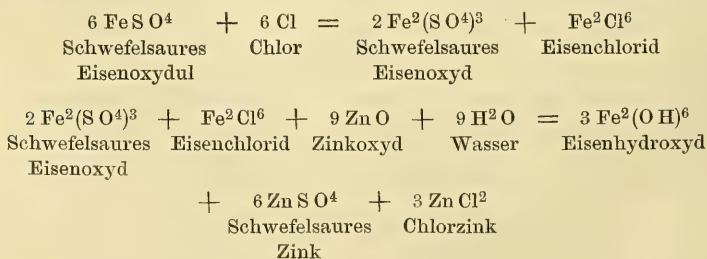 6 FeSO⁴ + 6 Cl = 2 Fe²(SO⁴)³ + Fe²Cl⁶
Schwefelsaures Chlor Schwefelsaures Eisenchlorid
Eisenoxydul Eisenoxyd
2 Fe²(SO⁴)³ + Fe²Cl⁶ + 9 ZnO + 9 H²O = 3 Fe²(OH)⁶
Schwefelsaures Eisenchlorid Zinkoxyd Wasser Eisenhydroxyd
Eisenoxyd
+ 6 ZnSO⁴ + 3 ZnCl²
Schwefelsaures Chlorzink
Zink